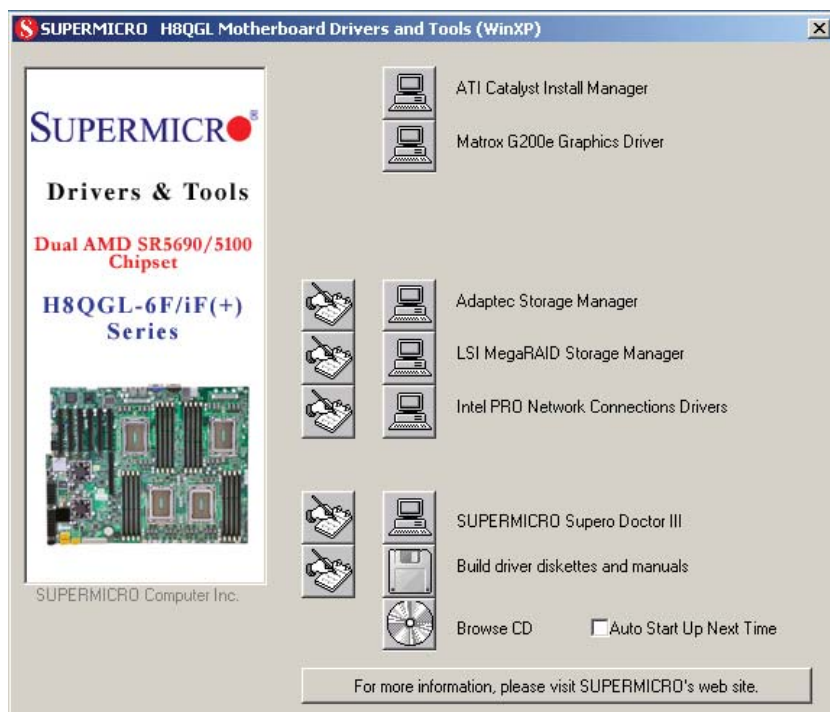 SUPERMICRO H8QGL Motherboard Drivers and Tools (WinXP)
SUPERMICRO®
Drivers & Tools
Dual AMD SR5690/5100
Chipset
H8QGL-6F/iF(+)
Series
SUPERMICRO Computer Inc.
ATI Catalyst Install Manager
Matrox G200e Graphics Driver
Adaptec Storage Manager
LSI MegaRAID Storage Manager
Intel PRO Network Connections Drivers
SUPERMICRO Supero Doctor III
Build driver diskettes and manuals
Browse CD
Auto Start Up Next Time
For more information, please visit SUPERMICRO's web site.